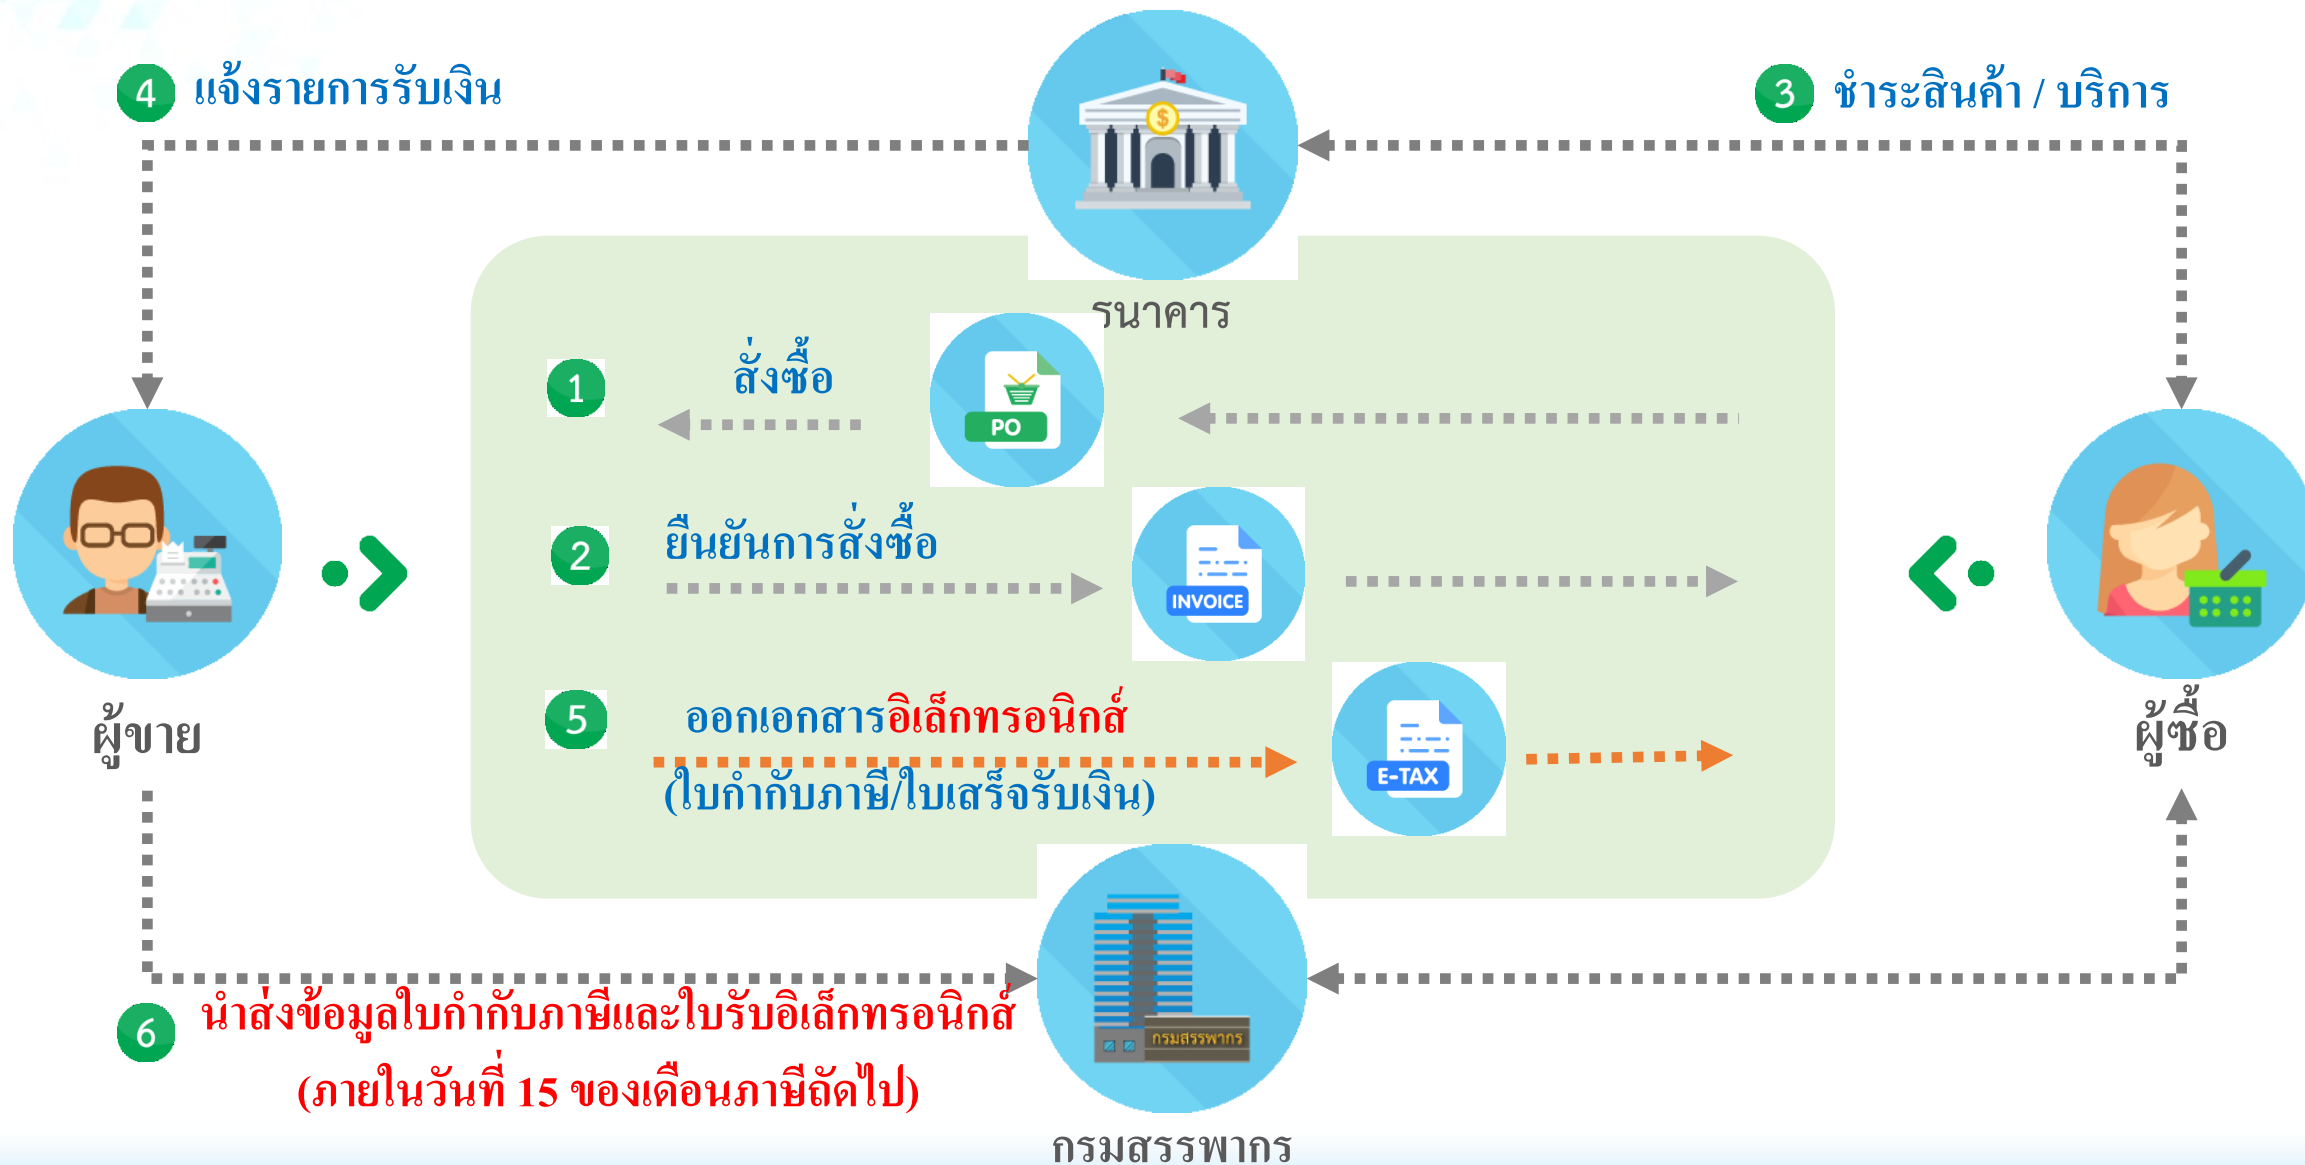 4 แจ้งรายการรับเงิน
3 ชำระสินค้า / บริการ
ธนาคาร
1 สั่งซื้อ
PO
2 ยืนยันการสั่งซื้อ
INVOICE
5 ออกเอกสารอิเล็กทรอนิกส์
(ใบกำกับภาษี/ใบเสร็จรับเงิน)
E-TAX
ผู้ขาย
ผู้ซื้อ
6 นำส่งข้อมูลใบกำกับภาษีและใบรับอิเล็กทรอนิกส์
(ภายในวันที่ 15 ของเดือนภาษีถัดไป)
กรมสรรพากร
กรมสรรพากร